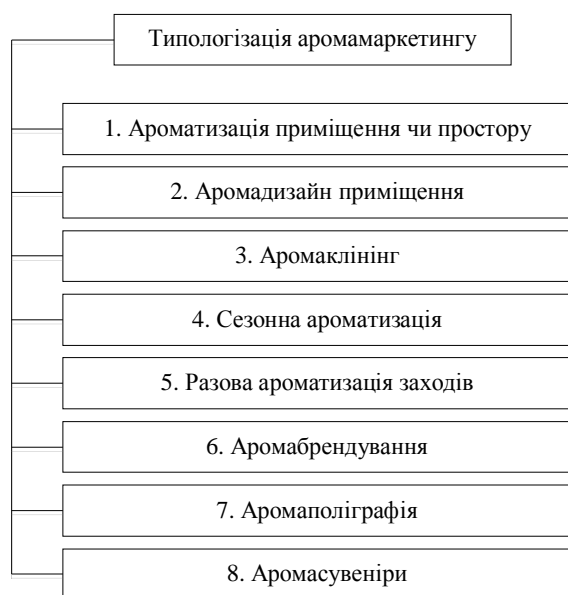 Типологізація аромамаркетингу
1. Ароматизація приміщення чи простору
2. Аромадизайн приміщення
3. Аромаклінінг
4. Сезонна ароматизація
5. Разова ароматизація заходів
6. Аромабрендування
7. Аромаполіграфія
8. Аромасувеніри